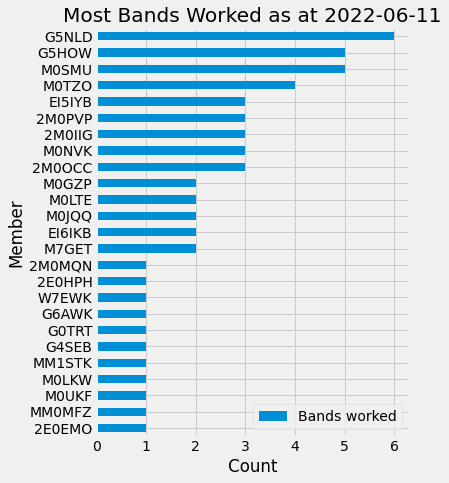 Most Bands Worked as at 2022-06-11
G5NLD
G5HOW
M0SMU
M0TZO
EI5IYB
2M0PVP
2M0IIG
M0NVK
2M0OCC
M0GZP
M0LTE
M0JQQ
EI6IKB
M7GET
2M0MQN
2E0HPH
W7EWK
G6AWK
G0TRT
G4SEB
MM1STK
M0LKW
M0UKF
MM0MFZ
2E0EMO
Member
Bands worked
0 1 2 3 4 5 6
Count